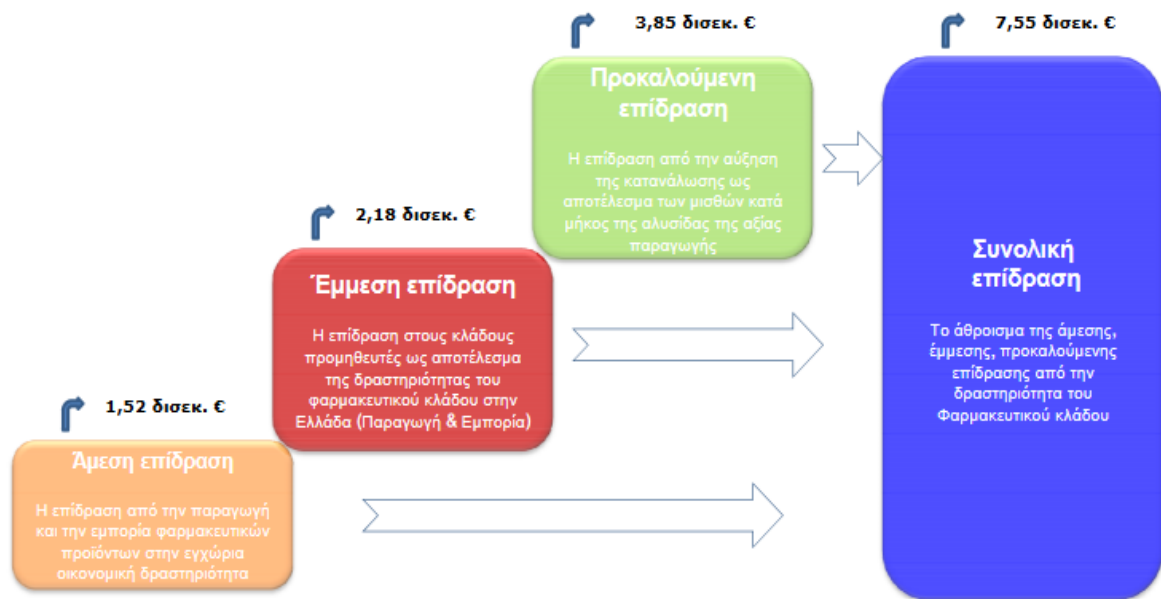 1,52 δισεκ. €
Άμεση επίδραση
Η επίδραση από την παραγωγή
και την εμπορία φαρμακευτικών
προϊόντων στην εγχώρια
οικονομική δραστηριότητα
2,18 δισεκ. €
Έμμεση επίδραση
Η επίδραση στους κλάδους
προμηθευτές ως αποτέλεσμα
της δραστηριότητας του
φαρμακευτικού κλάδου στην
Ελλάδα (Παραγωγή & Εμπορία)
3,85 δισεκ. €
Προκαλούμενη
επίδραση
Η επίδραση από την αύξηση
της κατανάλωσης ως
αποτέλεσμα των μισθών κατά
μήκος της αλυσίδας της αξίας
παραγωγής
7,55 δισεκ. €
Συνολική
επίδραση
Το άθροισμα της άμεσης,
έμμεσης, προκαλούμενης
επίδρασης από την
δραστηριότητα του
Φαρμακευτικού κλάδου